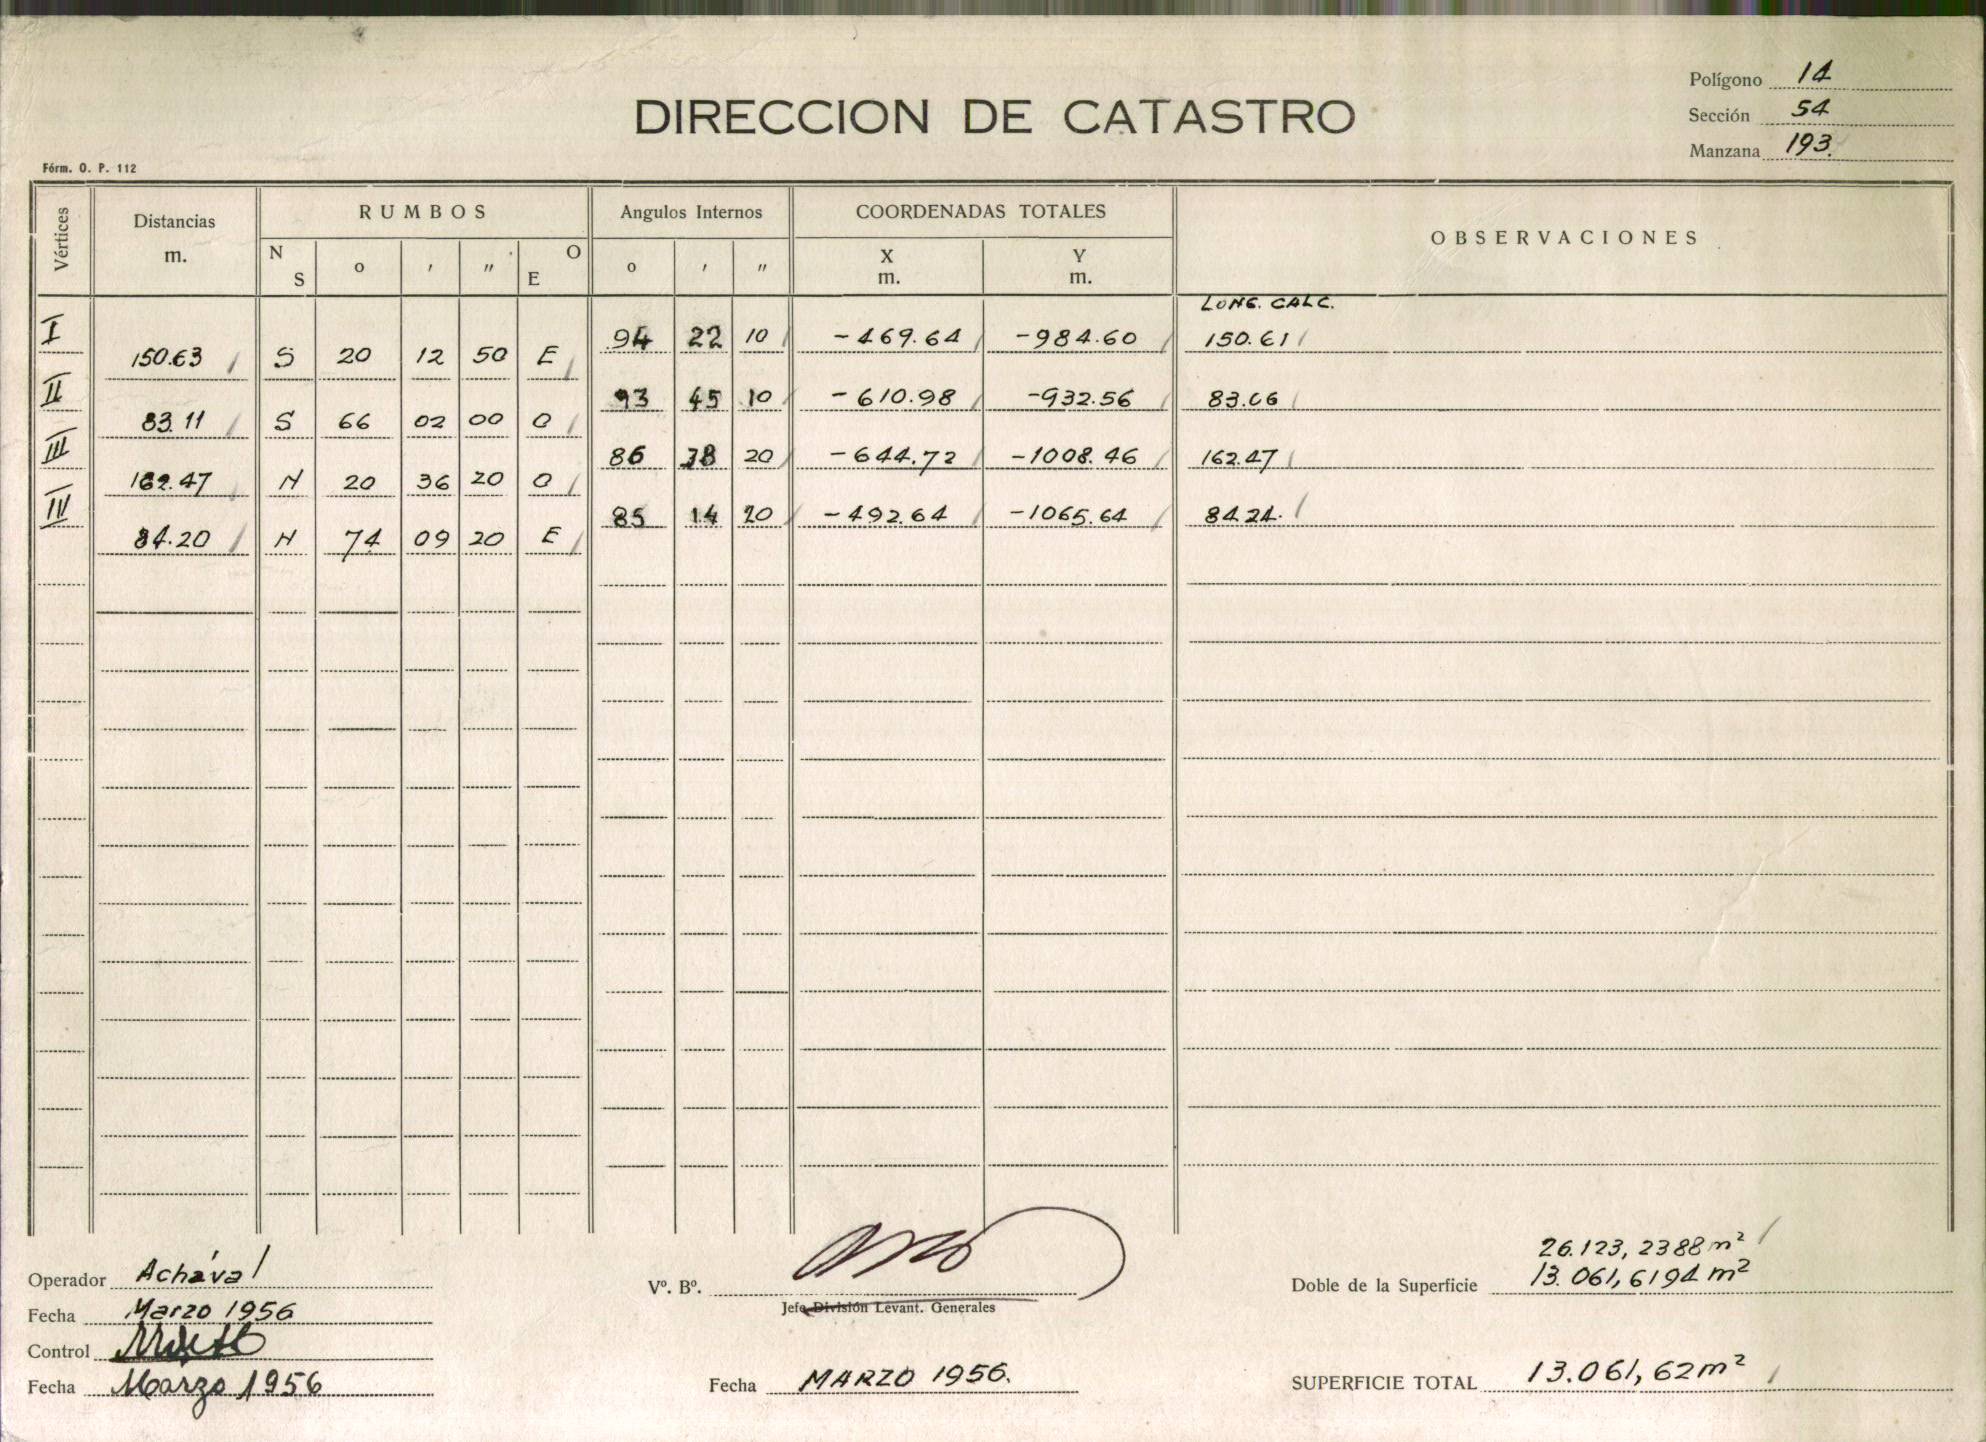 Polígono 14
DIRECCION DE CATASTRO
Sección 54
Manzana 193.
Fórm. O. P. 112
Vértices Distancias m. RUMBOS Angulos Internos COORDENADAS TOTALES OBSERVACIONES
N S o ' " O E o ' " X m. Y m.
LONG. CALC.
I 94 22 10 -469.64 -984.60 150.61
150.63 S 20 12 50 E
II 93 45 10 -610.98 -932.56 83.06
83.11 S 66 02 00 O
III 86 38 20 -644.72 -1008.46 162.47
162.47 N 20 36 20 O
IV 85 14 20 -492.64 -1065.64 84.24.
84.20 N 74 09 20 E
26.123,2388 m²
Operador Achával Vº. Bº. Doble de la Superficie 13.061,6194 m²
Jefe División Levant. Generales
Fecha Marzo 1956
Control
Fecha Marzo 1956 Fecha MARZO 1956. SUPERFICIE TOTAL 13.061,62 m²